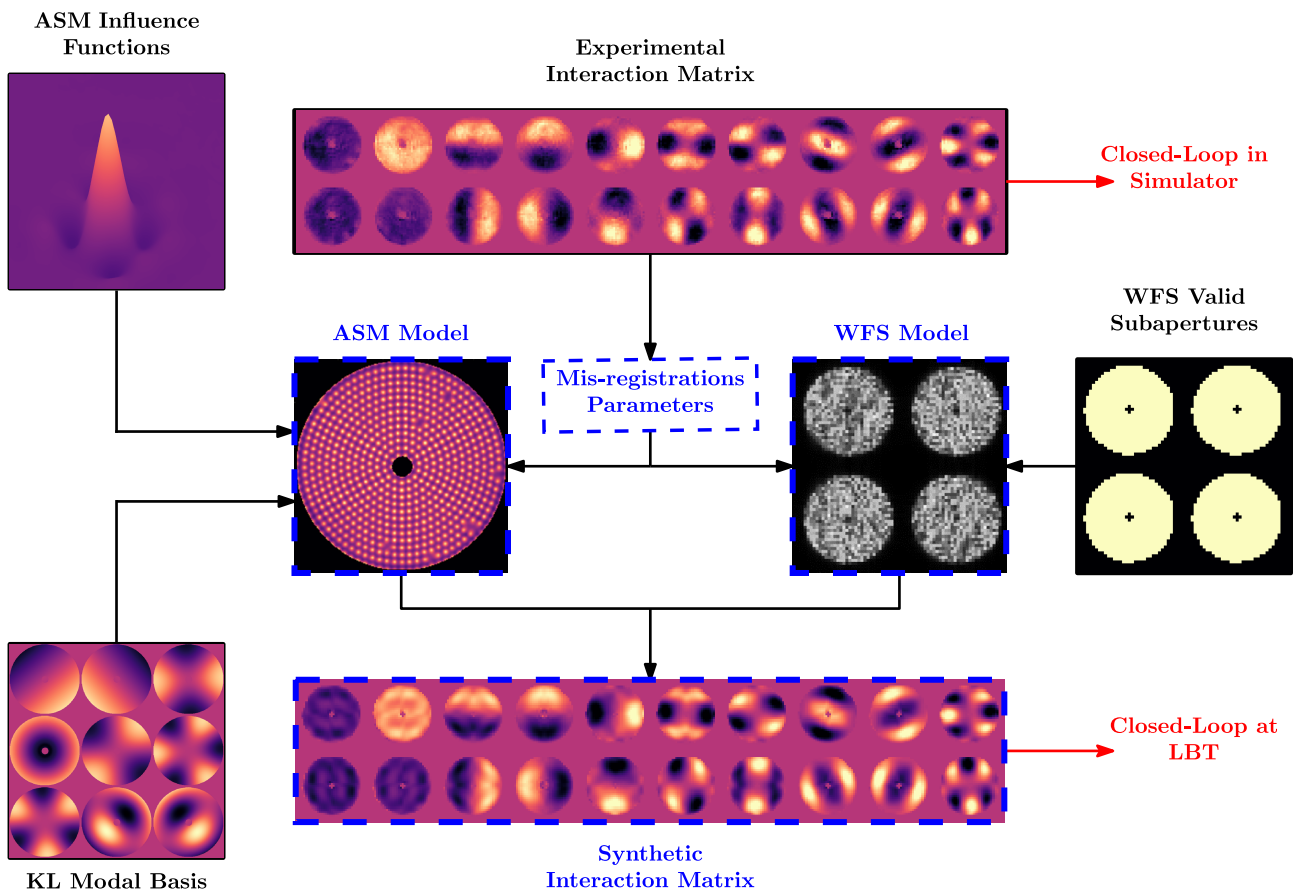 ASM Influence
Functions
Experimental
Interaction Matrix
Closed-Loop in
Simulator
WFS Valid
Subapertures
ASM Model
Mis-registrations
Parameters
WFS Model
Closed-Loop at
LBT
KL Modal Basis
Synthetic
Interaction Matrix